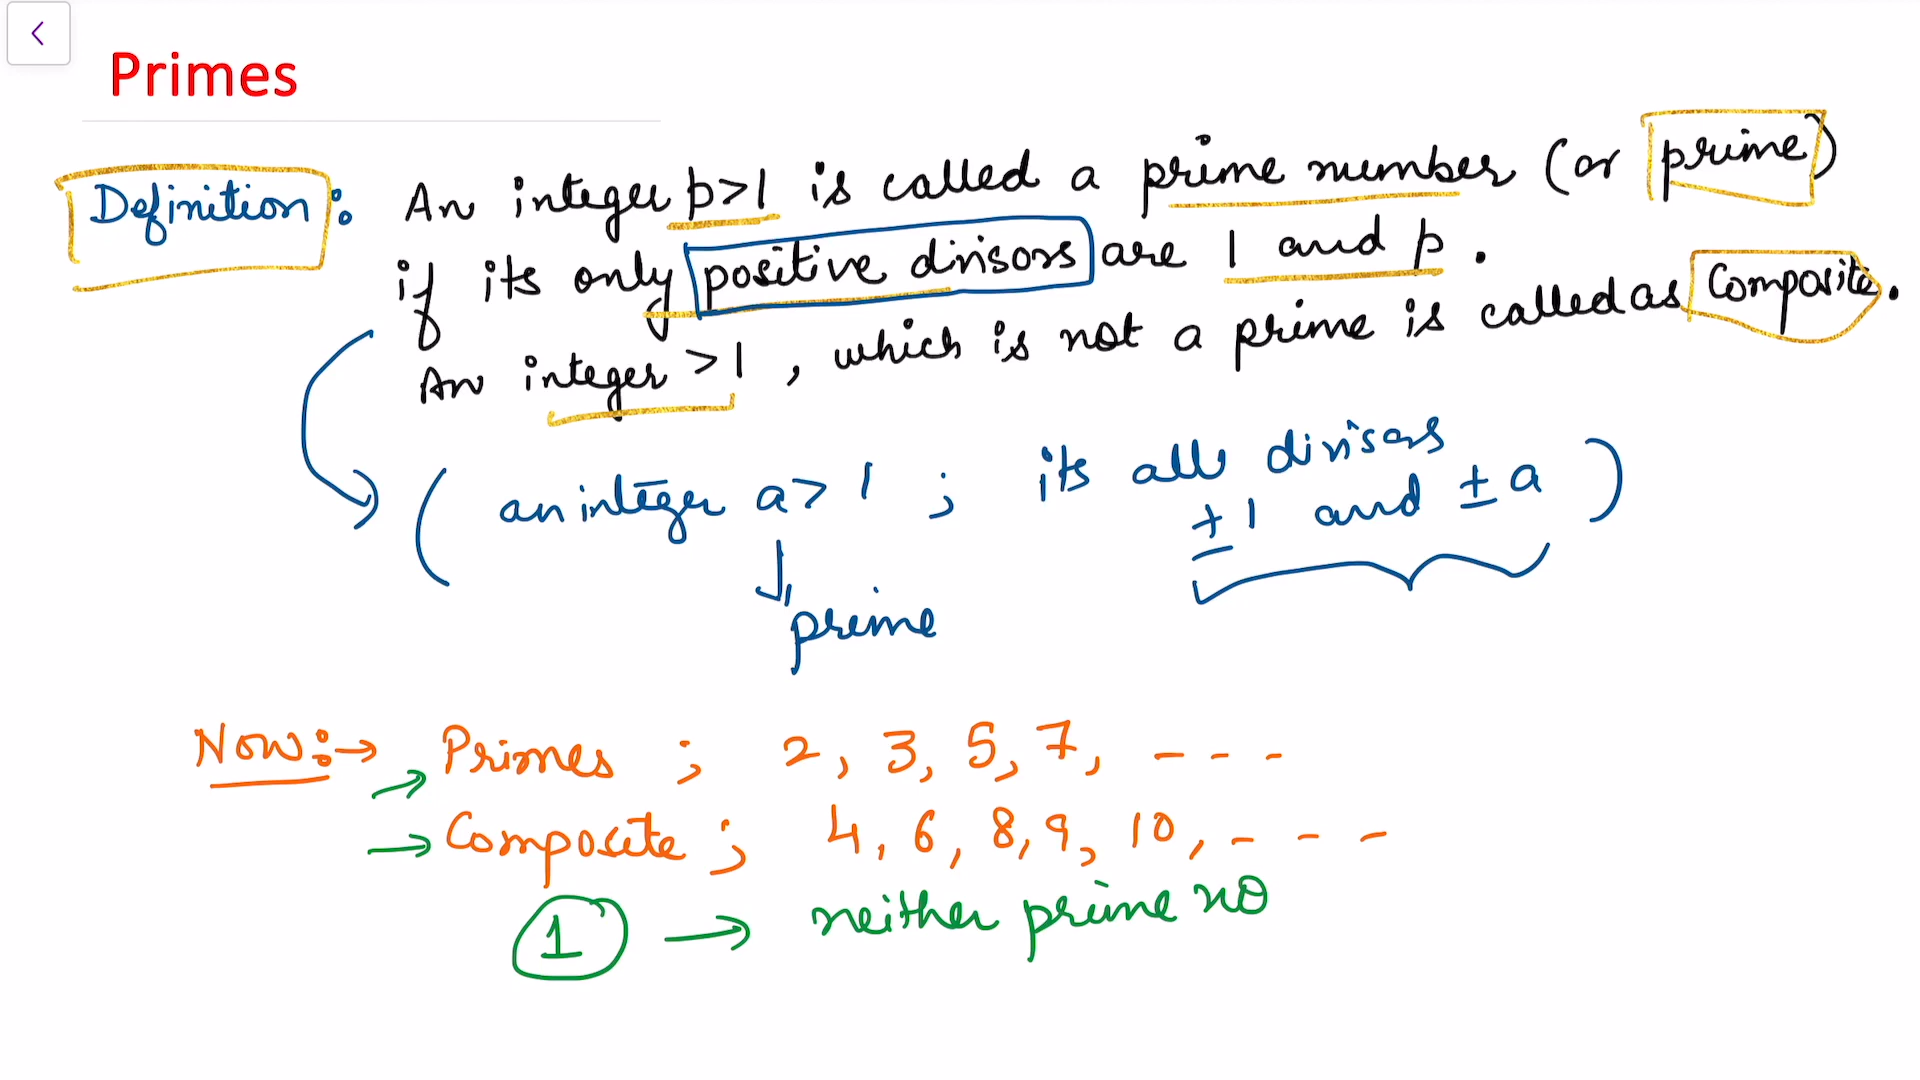 Primes
Definition: An integer p>1 is called a prime number (or prime)
if its only positive divisors are 1 and p.
An integer >1, which is not a prime is called as Composite.
(an integer a>1; its all divisors
±1 and ±a)
prime
Now:→ Primes ; 2, 3, 5, 7, ---
→ Composite ; 4, 6, 8, 9, 10, ---
1 → neither prime no